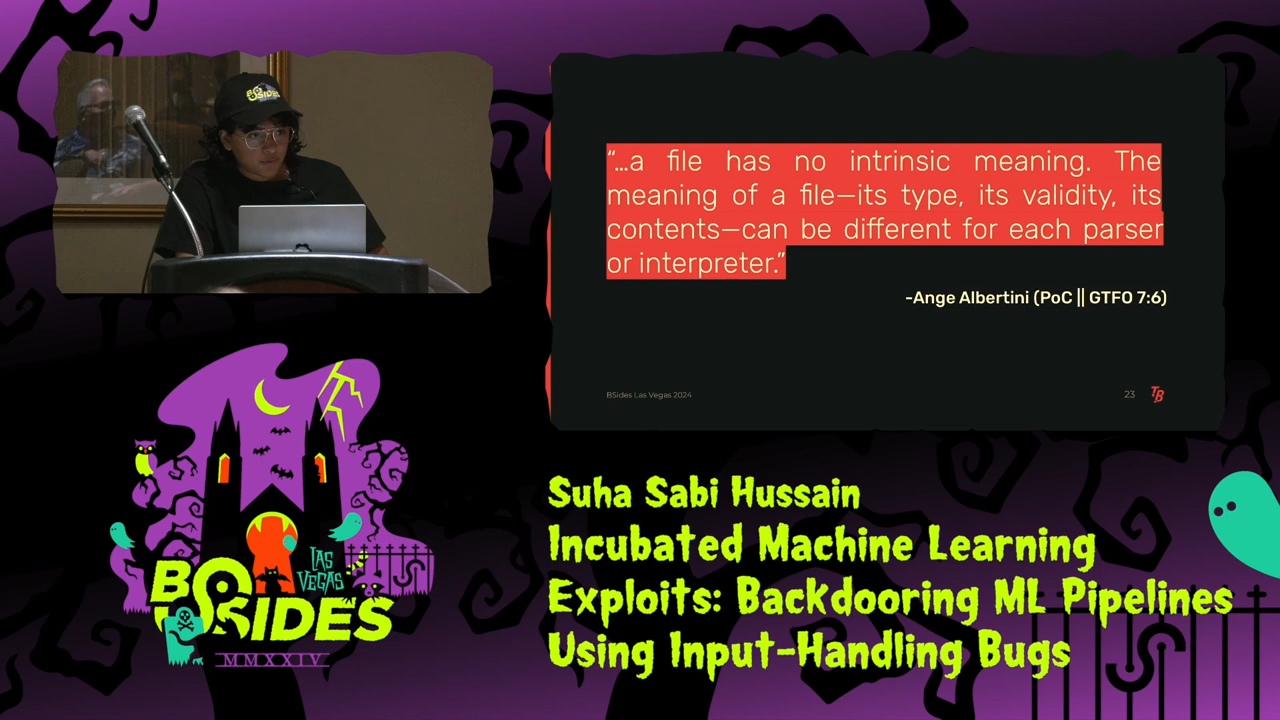 BSIDES
"…a file has no intrinsic meaning. The
meaning of a file—its type, its validity, its
contents—can be different for each parser
or interpreter."
-Ange Albertini (PoC || GTFO 7:6)
BSides Las Vegas 2024
23
TB
BSIDES
LAS
VEGAS
MMXXIV
Suha Sabi Hussain
Incubated Machine Learning
Exploits: Backdooring ML Pipelines
Using Input-Handling Bugs